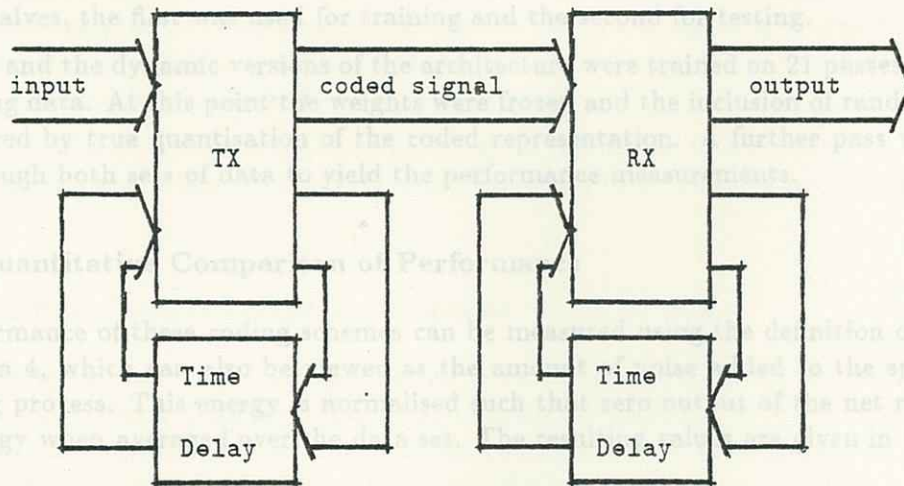 alves, the first was used for training and the second for testing.
and the dynamic versions of the architecture were trained on 21 passes
ng data. At this point the weights were frozen and the inclusion of rand
ed by true quantisation of the coded representation. A further pass
ugh both sets of data to yield the performance measurements.
input
coded signal
output
TX
RX
uantitative Comparison of Performance
rmance of these coding schemes can be measured using the definition
n 4, which can also be viewed as the amount of noise added to the sp
g process. This energy is normalised such that zero output of the net
gy when averaged over the data set. The resulting values are given in
Time
Delay
Time
Delay